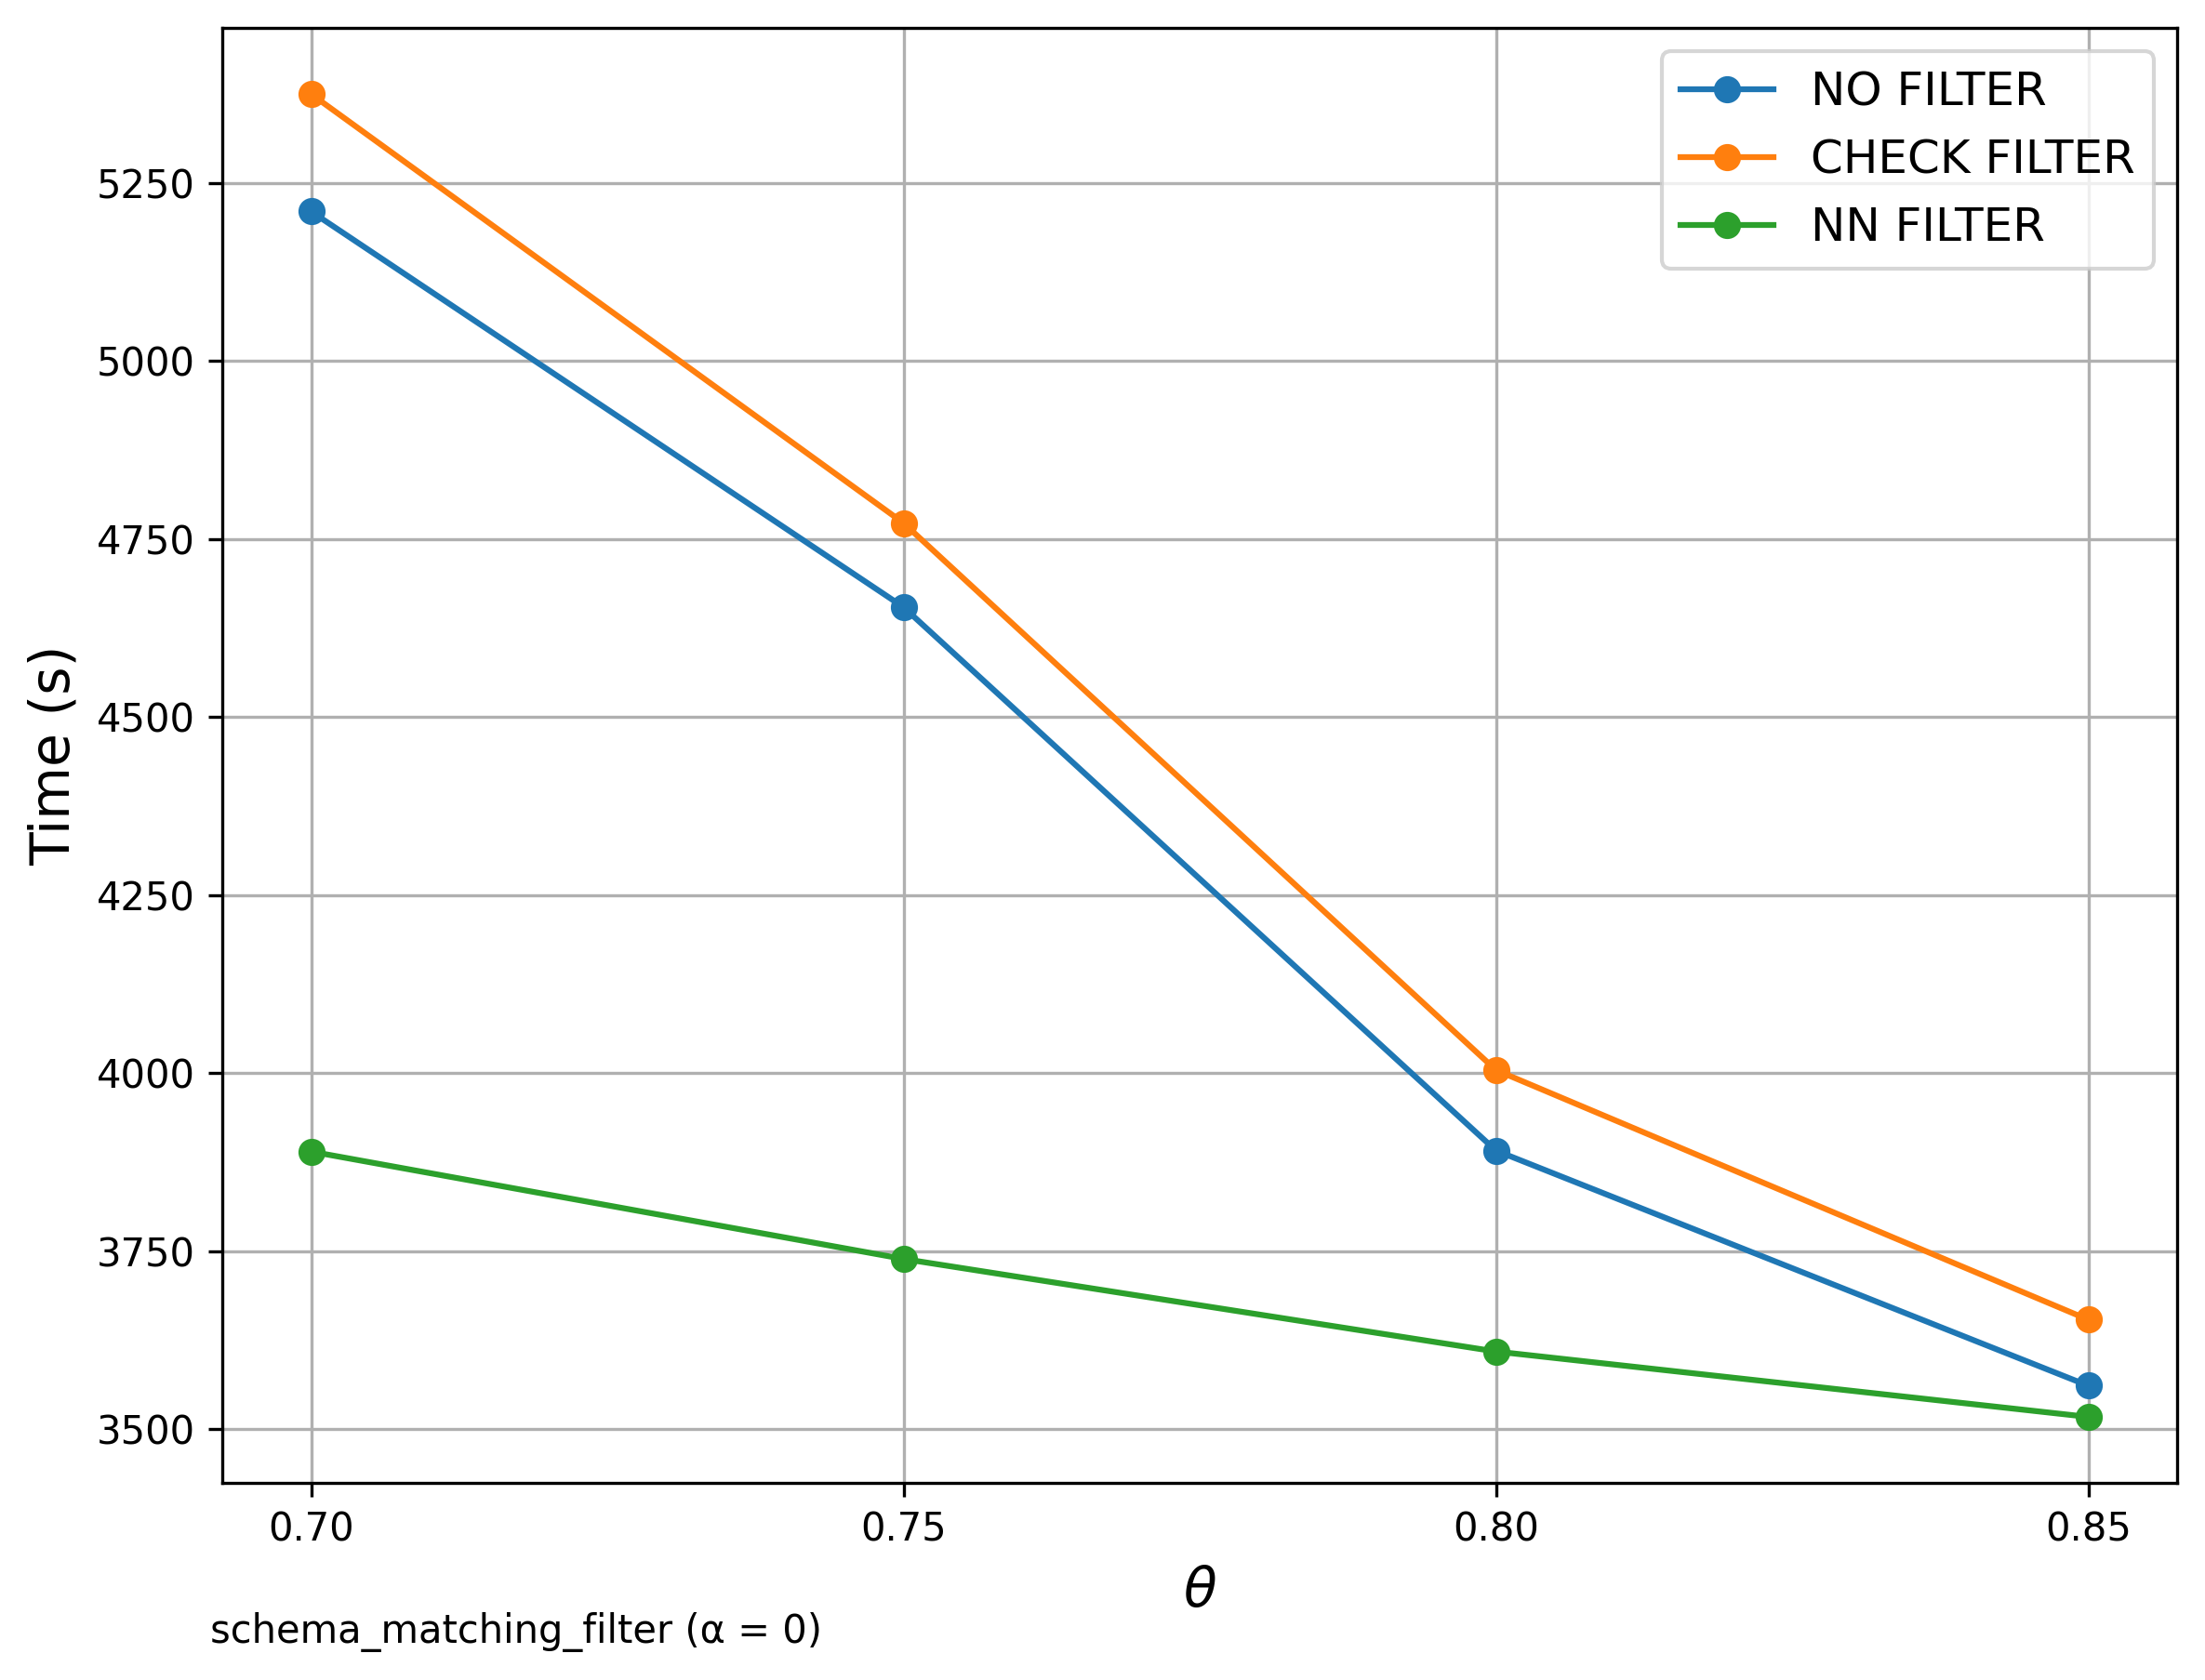 NO FILTER
CHECK FILTER
NN FILTER
Time (s)
5250
5000
4750
4500
4250
4000
3750
3500
0.70 0.75 0.80 0.85
θ
schema_matching_filter (α = 0)